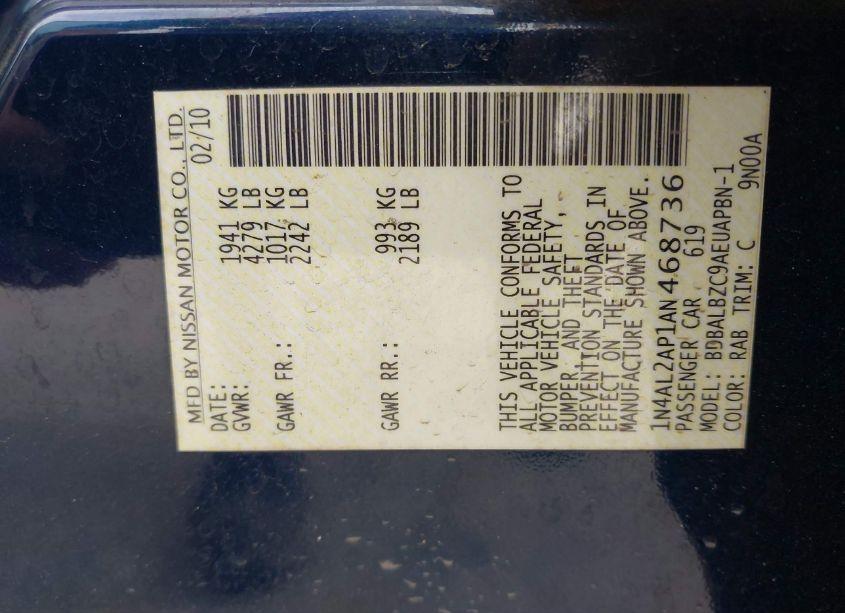 MFD BY NISSAN MOTOR CO., LTD.
DATE: 02/10
GVWR: 1941 KG
4279 LB
GAWR FR.: 1017 KG
2242 LB
GAWR RR.: 993 KG
2189 LB
THIS VEHICLE CONFORMS TO
ALL APPLICABLE FEDERAL
MOTOR VEHICLE SAFETY,
BUMPER, AND THEFT
PREVENTION STANDARDS IN
EFFECT ON THE DATE OF
MANUFACTURE SHOWN ABOVE.
1N4AL2AP1AN468736
PASSENGER CAR 619
MODEL: BDBALBZC9AEUAPBN-1
COLOR: RAB TRIM: C 9N00A